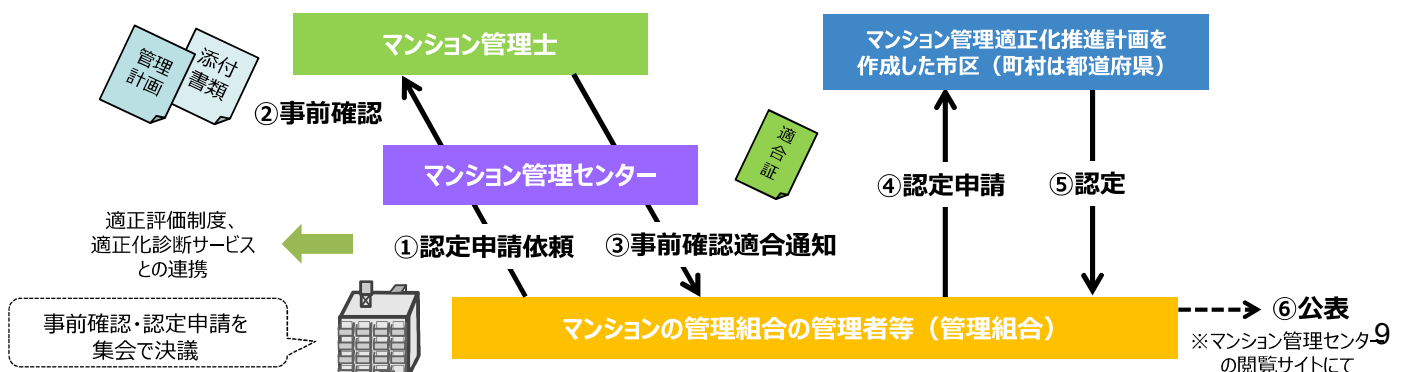 マンション管理士
マンション管理適正化推進計画を
作成した市区（町村は都道府県）
管理
計画
添付
書類
②事前確認
適合証
マンション管理センター
④認定申請
⑤認定
適正評価制度、
適正化診断サービス
との連携
①認定申請依頼
③事前確認適合通知
事前確認・認定申請を
集会で決議
マンションの管理組合の管理者等（管理組合）
⑥公表
※マンション管理センター
の閲覧サイトにて
9